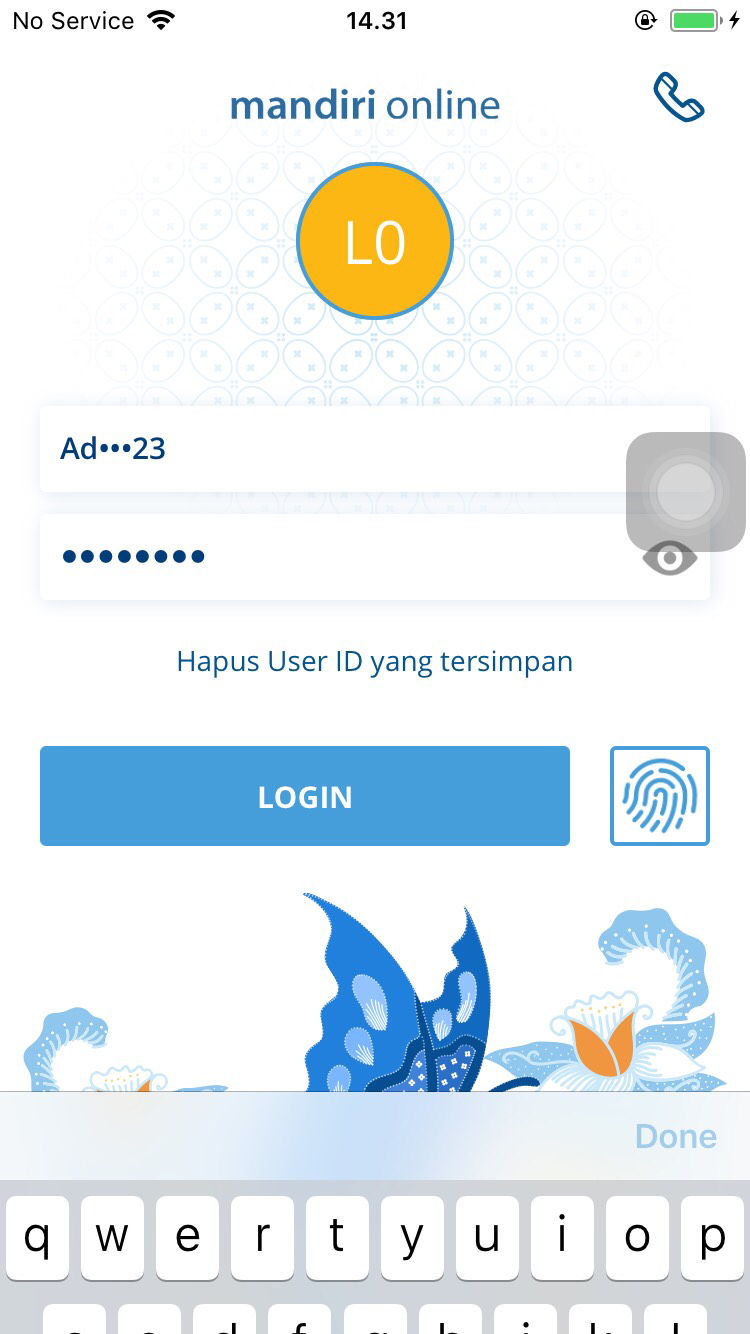 No Service 14.31
mandiri online
L0
Ad•••23
••••••••
Hapus User ID yang tersimpan
LOGIN
Done
q w e r t y u i o p